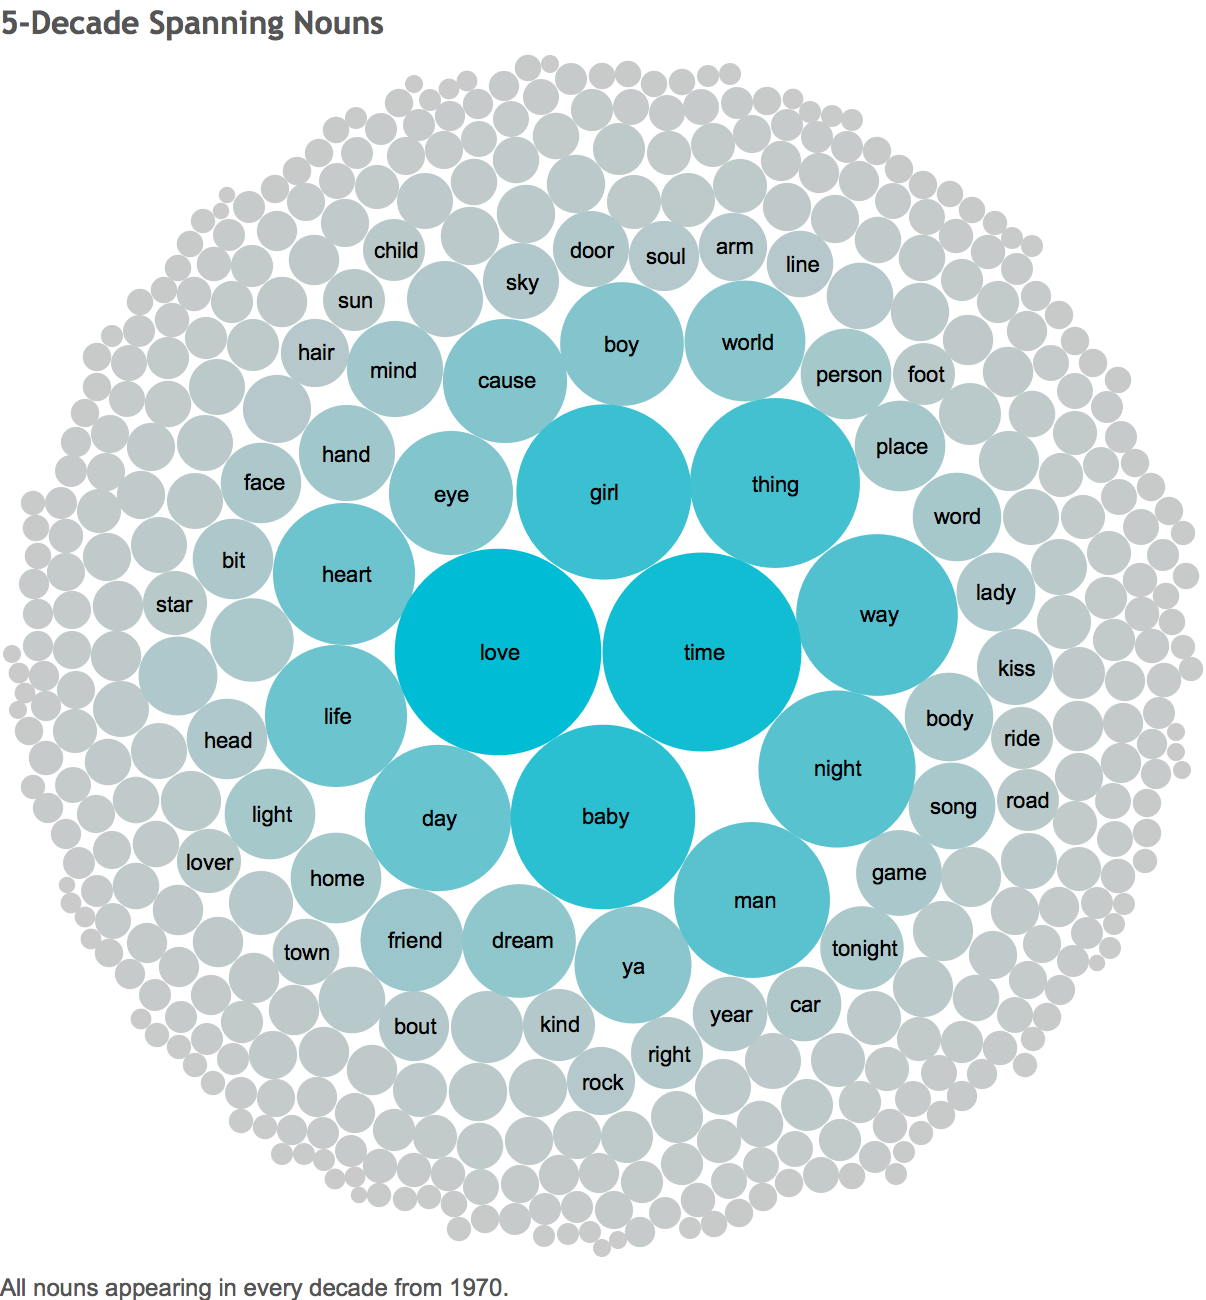 5-Decade Spanning Nouns
door
soul
arm
child
line
sky
sun
boy
world
hair
mind
cause
person
foot
hand
place
face
eye
girl
thing
word
bit
heart
lady
star
way
love
time
kiss
life
body
head
ride
night
light
day
baby
song
road
lover
home
game
man
friend
dream
town
tonight
ya
bout
kind
year
car
right
rock
All nouns appearing in every decade from 1970.